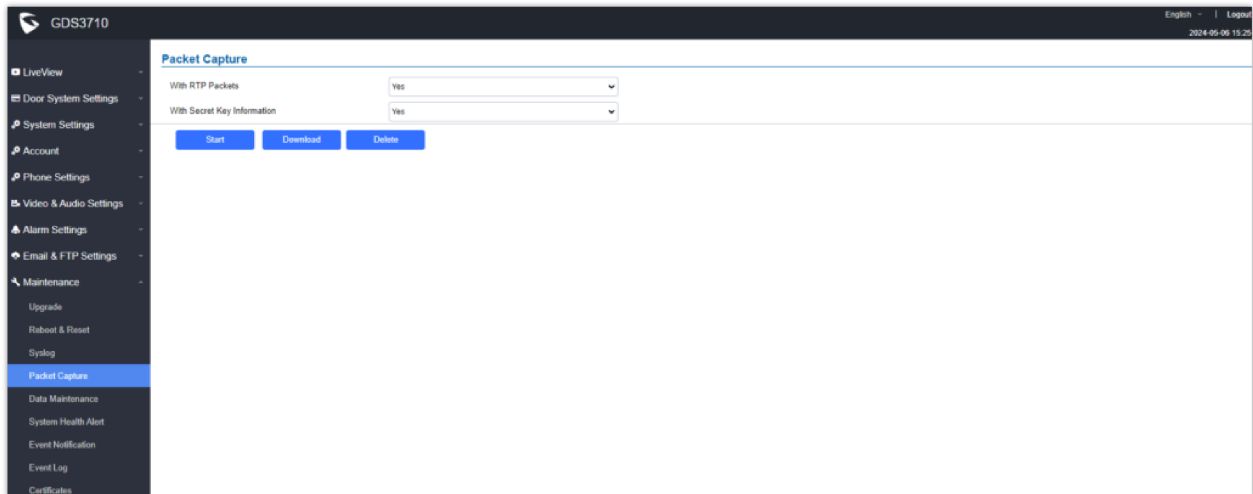 GDS3710
English
Logout
2024-05-06 15:25
LiveView
Door System Settings
System Settings
Account
Phone Settings
Video & Audio Settings
Alarm Settings
Email & FTP Settings
Maintenance
Upgrade
Reboot & Reset
Syslog
Packet Capture
Data Maintenance
System Health Alert
Event Notification
Event Log
Certificates
Packet Capture
With RTP Packets Yes
With Secret Key Information Yes
Start Download Delete